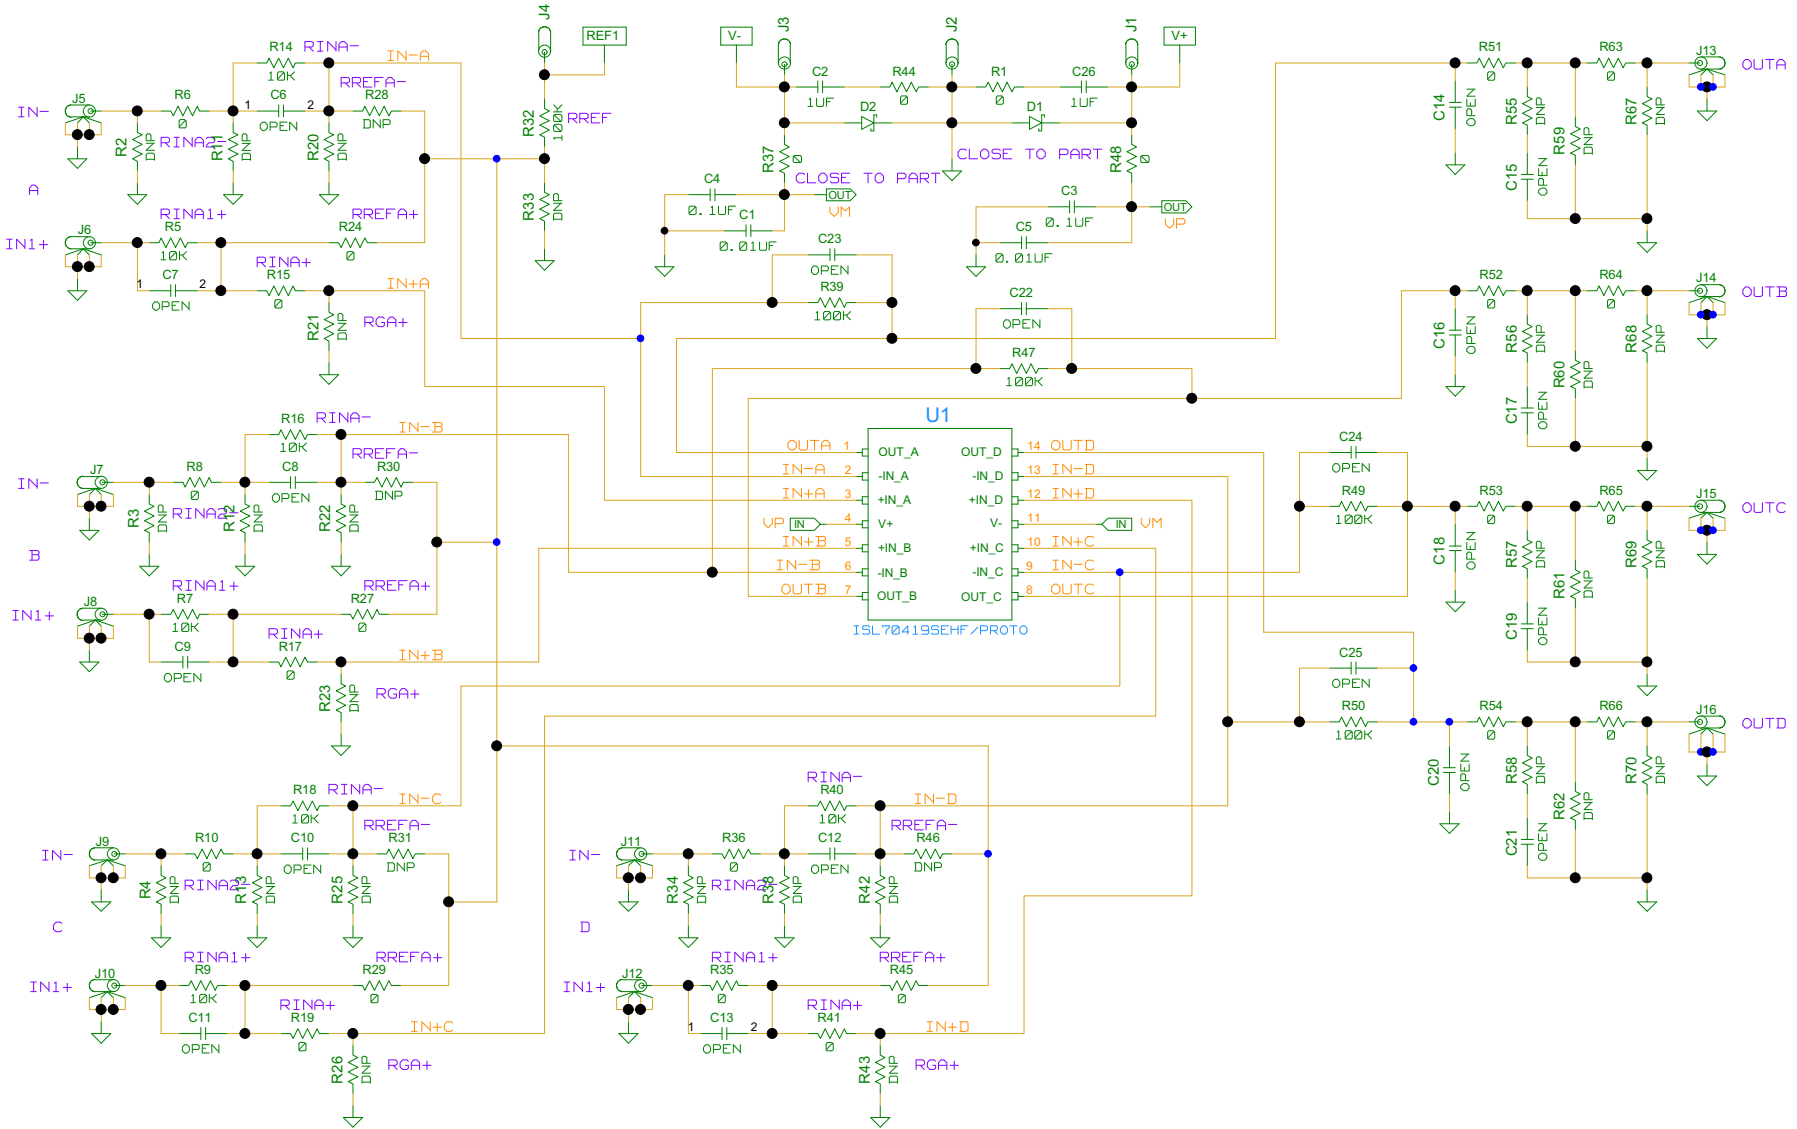 J4
REF1
R32
100K
RREF
R33
DNP
V-
J3
J2
J1
V+
C2
1UF
R44
0
R1
0
C26
1UF
D2
D1
CLOSE TO PART
CLOSE TO PART
R37
0
R48
0
C4
0.1UF
OUT
VM
C1
0.01UF
C3
0.1UF
OUT
VP
C5
0.01UF
C23
OPEN
R39
100K
C22
OPEN
R47
100K
R14
RINA-
IN-A
10K
RREFA-
IN-
J5
R6
0
1
C6
2
OPEN
R28
DNP
R2
DNP
RINA2-
R11
DNP
R20
DNP
A
RINA1+
RREFA+
IN1+
J6
R5
10K
R24
0
RINA+
1
C7
2
OPEN
R15
0
IN+A
R21
DNP
RGA+
R16
RINA-
IN-B
10K
RREFA-
IN-
J7
R8
0
C8
OPEN
R30
DNP
R3
DNP
RINA2-
R12
DNP
R22
DNP
B
RINA1+
RREFA+
IN1+
J8
R7
10K
R27
0
RINA+
C9
OPEN
R17
0
IN+B
R23
DNP
RGA+
U1
OUTA 1 OUT_A OUT_D 14 OUTD
IN-A 2 -IN_A -IN_D 13 IN-D
IN+A 3 +IN_A +IN_D 12 IN+D
VP IN 4 V+ V- 11 IN VM
IN+B 5 +IN_B +IN_C 10 IN+C
IN-B 6 -IN_B -IN_C 9 IN-C
OUTB 7 OUT_B OUT_C 8 OUTC
ISL70419SEHF/PROTO
R18
RINA-
IN-C
10K
RREFA-
IN-
J9
R10
0
C10
OPEN
R31
DNP
R4
DNP
RINA2-
R13
DNP
R25
DNP
C
RINA1+
RREFA+
IN1+
J10
R9
10K
R29
0
RINA+
C11
OPEN
R19
0
IN+C
R26
DNP
RGA+
RINA-
R40
10K
IN-D
RREFA-
IN-
J11
R36
0
C12
OPEN
R46
DNP
R34
DNP
RINA2-
R38
DNP
R42
DNP
D
RINA1+
RREFA+
IN1+
J12
R35
0
R45
0
RINA+
1
C13
2
OPEN
R41
0
IN+D
R43
DNP
RGA+
R51
0
R63
0
J13
OUTA
C14
OPEN
R55
DNP
R59
DNP
R67
DNP
C15
OPEN
R52
0
R64
0
J14
OUTB
C16
OPEN
R56
DNP
R60
DNP
R68
DNP
C17
OPEN
C24
OPEN
R49
100K
R53
0
R65
0
J15
OUTC
C18
OPEN
R57
DNP
R61
DNP
R69
DNP
C19
OPEN
C25
OPEN
R50
100K
R54
0
R66
0
J16
OUTD
C20
OPEN
R58
DNP
R62
DNP
R70
DNP
C21
OPEN